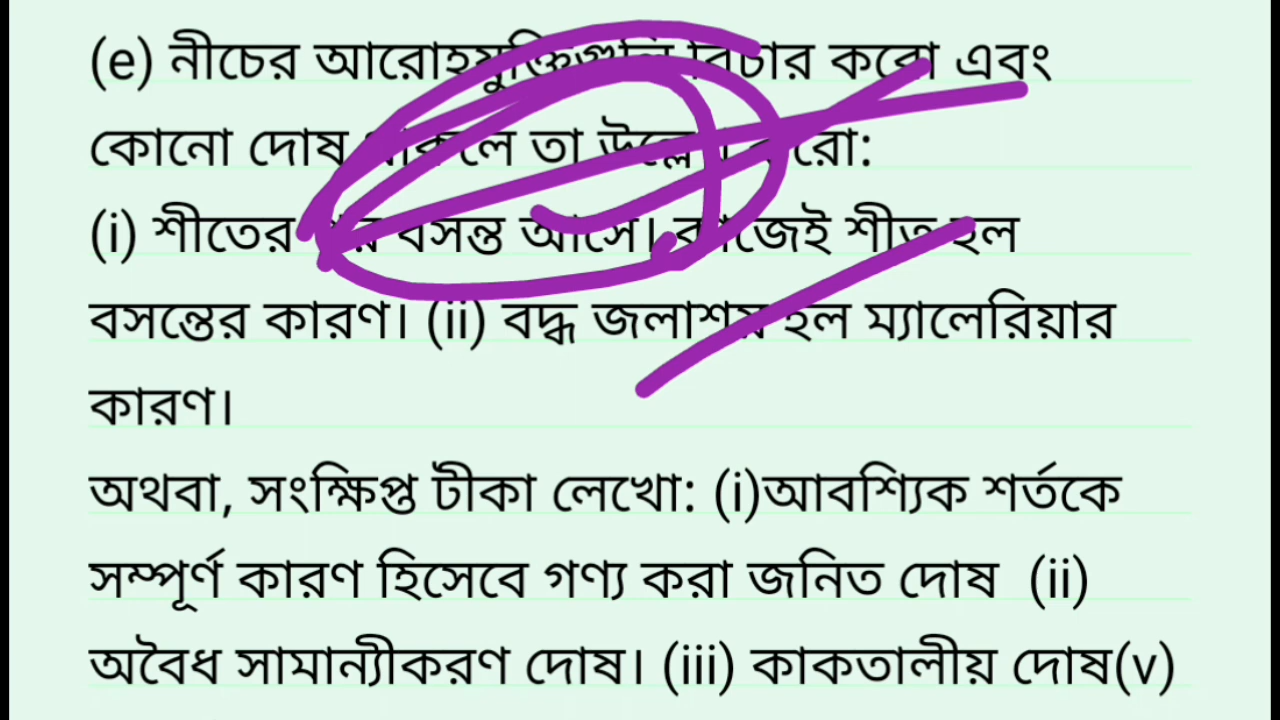 (e) নীচের আরোহযুক্তিগুলি বিচার করো এবং
কোনো দোষ থাকলে তা উল্লেখ করো:
(i) শীতের পর বসন্ত আসে। কাজেই শীত হল
বসন্তের কারণ। (ii) বদ্ধ জলাশয় হল ম্যালেরিয়ার
কারণ।
অথবা, সংক্ষিপ্ত টীকা লেখো: (i)আবশ্যিক শর্তকে
সম্পূর্ণ কারণ হিসেবে গণ্য করা জনিত দোষ (ii)
অবৈধ সামান্যীকরণ দোষ। (iii) কাকতালীয় দোষ(v)